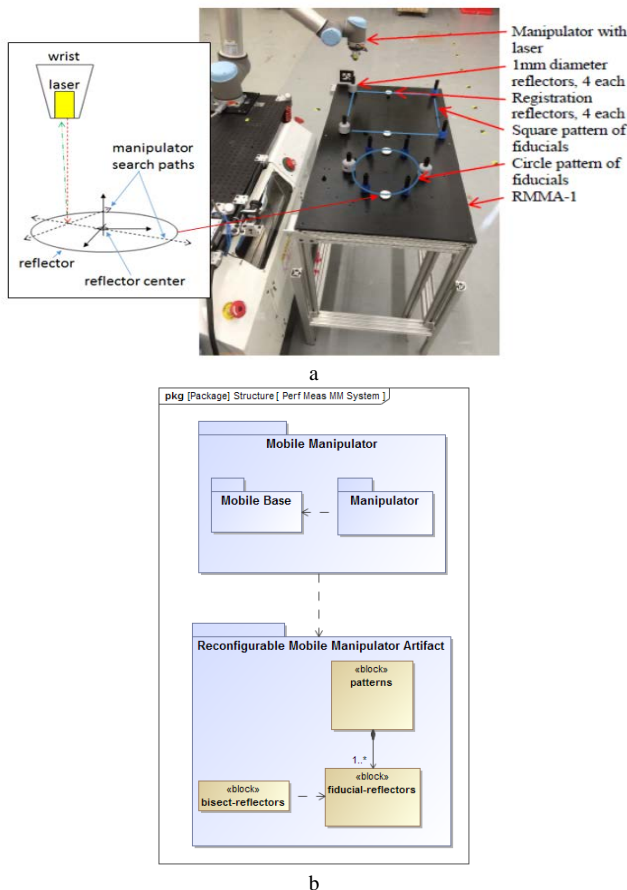 wrist
laser
manipulator
search paths
reflector
reflector center
Manipulator with
laser
1mm diameter
reflectors, 4 each
Registration
reflectors, 4 each
Square pattern of
fiducials
Circle pattern of
fiducials
RMMA-1
a
pkg [Package] Structure [ Perf Meas MM System ]
Mobile Manipulator
Mobile Base
Manipulator
Reconfigurable Mobile Manipulator Artifact
«block»
patterns
1..*
«block»
bisect-reflectors
«block»
fiducial-reflectors
b